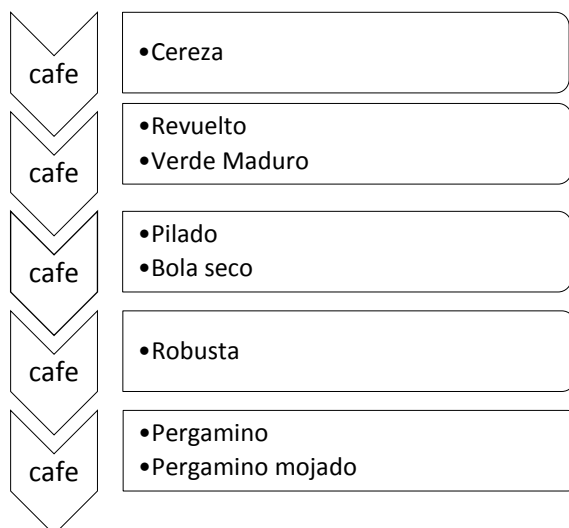 cafe
•Cereza
cafe
•Revuelto
•Verde Maduro
cafe
•Pilado
•Bola seco
cafe
•Robusta
cafe
•Pergamino
•Pergamino mojado